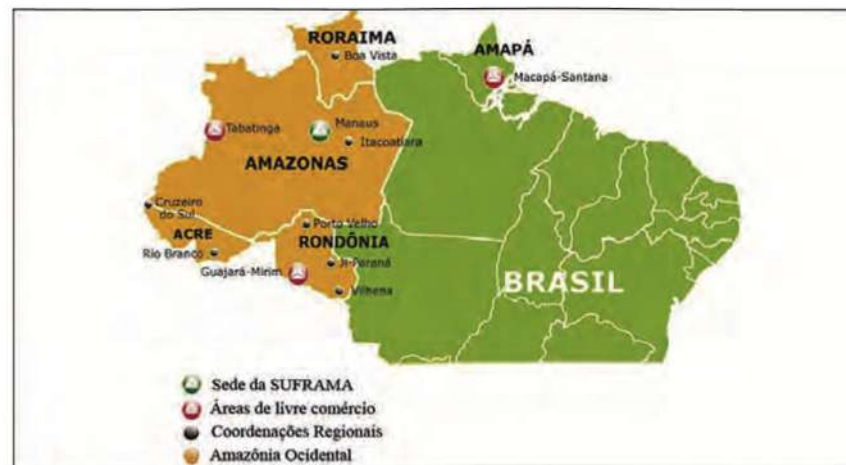 RORAIMA
Boa Vista
AMAPÁ
Macapá-Santana
Tabatinga
Manaus
Itacoatiara
AMAZONAS
Cruzeiro
do Sul
Porto Velho
ACRE
RONDÔNIA
Rio Branco
Ji-Paraná
Guajará-Mirim
Vilhena
BRASIL
Sede da SUFRAMA
Áreas de livre comércio
Coordenações Regionais
Amazônia Ocidental